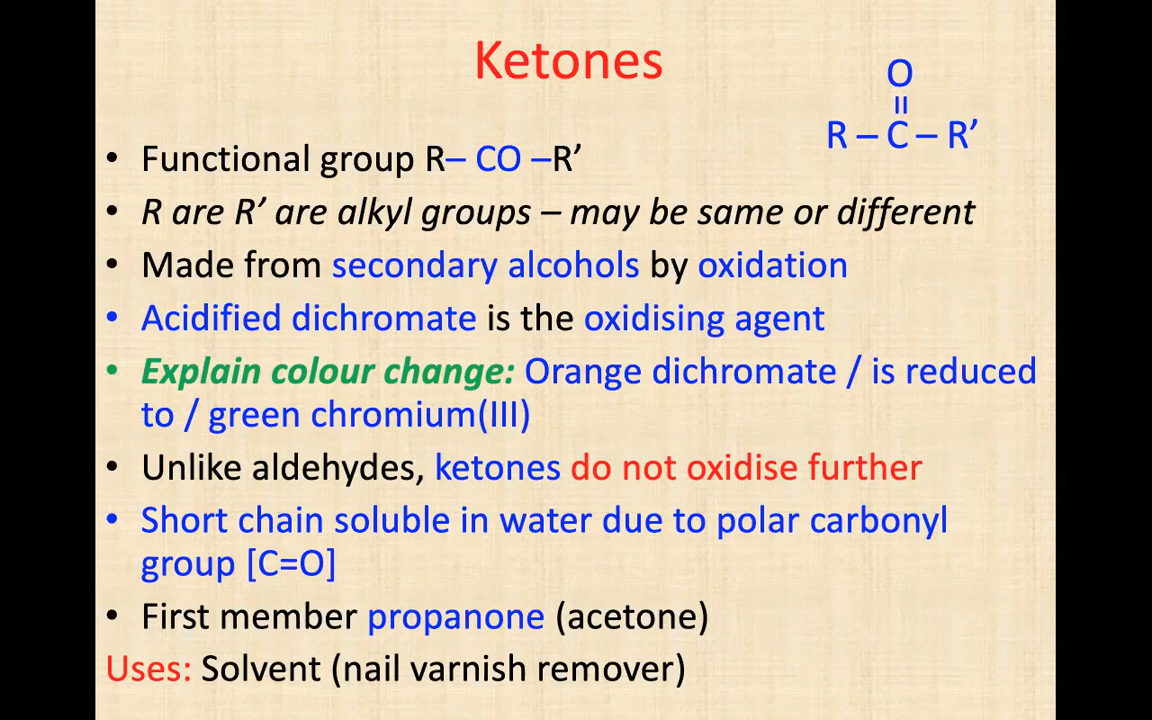 Ketones
O
=
R – C – R’
• Functional group R– CO –R’
• R are R’ are alkyl groups – may be same or different
• Made from secondary alcohols by oxidation
• Acidified dichromate is the oxidising agent
• Explain colour change: Orange dichromate / is reduced
to / green chromium(III)
• Unlike aldehydes, ketones do not oxidise further
• Short chain soluble in water due to polar carbonyl
group [C=O]
• First member propanone (acetone)
Uses: Solvent (nail varnish remover)